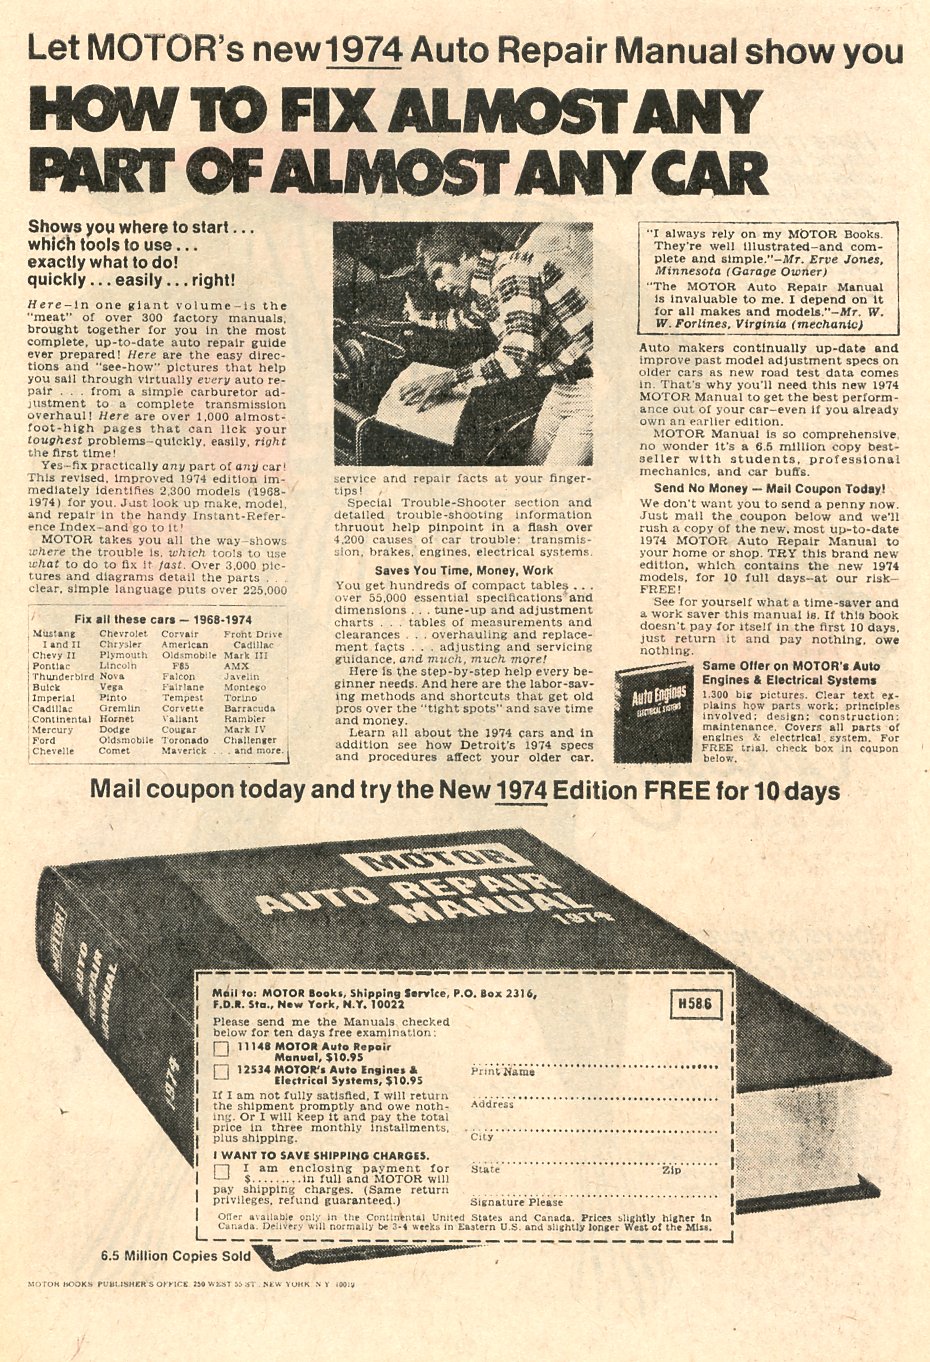 Let MOTOR's new 1974 Auto Repair Manual show you
HOW TO FIX ALMOST ANY
PART OF ALMOST ANY CAR
Shows you where to start . . .
which tools to use . . .
exactly what to do!
quickly . . . easily . . . right!
Here—in one giant volume—is the
"meat" of over 300 factory manuals,
brought together for you in the most
complete, up-to-date auto repair guide
ever prepared! Here are the easy direc-
tions and "see-how" pictures that help
you sail through virtually every auto re-
pair . . . from a simple carburetor ad-
justment to a complete transmission
overhaul! Here are over 1,000 almost-
foot-high pages that can lick your
toughest problems—quickly, easily, right
the first time!
Yes—fix practically any part of any car!
This revised, improved 1974 edition im-
mediately identifies 2,300 models (1968-
1974) for you. Just look up make, model,
and repair in the handy Instant-Refer-
ence Index—and go to it!
MOTOR takes you all the way—shows
where the trouble is, which tools to use
what to do to fix it fast. Over 3,000 pic-
tures and diagrams detail the parts . . .
clear, simple language puts over 225,000
Fix all these cars — 1968-1974
Mustang Chevrolet Corvair Front Drive
I and II Chrysler American Cadillac
Chevy II Plymouth Oldsmobile Mark III
Pontiac Lincoln F85 AMX
Thunderbird Nova Falcon Javelin
Buick Vega Fairlane Montego
Imperial Pinto Tempest Torino
Cadillac Gremlin Corvette Barracuda
Continental Hornet Valiant Rambler
Mercury Dodge Cougar Mark IV
Ford Oldsmobile Toronado Challenger
Chevelle Comet Maverick . . . and more.
service and repair facts at your finger-
tips!
Special Trouble-Shooter section and
detailed trouble-shooting information
thruout help pinpoint in a flash over
4,200 causes of car trouble: transmis-
sion, brakes, engines, electrical systems.
Saves You Time, Money, Work
You get hundreds of compact tables . . .
over 55,000 essential specifications and
dimensions . . . tune-up and adjustment
charts . . . tables of measurements and
clearances . . . overhauling and replace-
ment facts . . . adjusting and servicing
guidance, and much, much more!
Here is the step-by-step help every be-
ginner needs. And here are the labor-sav-
ing methods and shortcuts that get old
pros over the "tight spots" and save time
and money.
Learn all about the 1974 cars and in
addition see how Detroit's 1974 specs
and procedures affect your older car.
"I always rely on my MOTOR Books.
They're well illustrated—and com-
plete and simple."—Mr. Erve Jones,
Minnesota (Garage Owner)
"The MOTOR Auto Repair Manual
is invaluable to me. I depend on it
for all makes and models."—Mr. W.
W. Forlines, Virginia (mechanic)
Auto makers continually up-date and
improve past model adjustment specs on
older cars as new road test data comes
in. That's why you'll need this new 1974
MOTOR Manual to get the best perform-
ance out of your car—even if you already
own an earlier edition.
MOTOR Manual is so comprehensive,
no wonder it's a 6.5 million copy best-
seller with students, professional
mechanics, and car buffs.
Send No Money — Mail Coupon Today!
We don't want you to send a penny now.
Just mail the coupon below and we'll
rush a copy of the new, most up-to-date
1974 MOTOR Auto Repair Manual to
your home or shop. TRY this brand new
edition, which contains the new 1974
models, for 10 full days—at our risk—
FREE!
See for yourself what a time-saver and
a work saver this manual is. If this book
doesn't pay for itself in the first 10 days,
just return it and pay nothing, owe
nothing.
Auto Engines
ELECTRICAL SYSTEMS
Same Offer on MOTOR's Auto
Engines & Electrical Systems
1,300 big pictures. Clear text ex-
plains how parts work; principles
involved; design; construction;
maintenance. Covers all parts of
engines & electrical system. For
FREE trial, check box in coupon
below.
Mail coupon today and try the New 1974 Edition FREE for 10 days
MOTOR
AUTO REPAIR
MANUAL
1974
MOTOR
AUTO
REPAIR
MANUAL
1974
Mail to: MOTOR Books, Shipping Service, P.O. Box 2316,
F.D.R. Sta., New York, N.Y. 10022
H586
Please send me the Manuals checked
below for ten days free examination:
11148 MOTOR Auto Repair
Manual, $10.95
12534 MOTOR's Auto Engines &
Electrical Systems, $10.95
If I am not fully satisfied, I will return
the shipment promptly and owe noth-
ing. Or I will keep it and pay the total
price in three monthly installments,
plus shipping.
I WANT TO SAVE SHIPPING CHARGES.
I am enclosing payment for
$.........in full and MOTOR will
pay shipping charges. (Same return
privileges, refund guaranteed.)
Print Name
Address
City
State Zip
Signature Please
Offer available only in the Continental United States and Canada. Prices slightly higher in
Canada. Delivery will normally be 3-4 weeks in Eastern U.S. and slightly longer West of the Miss.
6.5 Million Copies Sold
MOTOR BOOKS PUBLISHER'S OFFICE, 250 WEST 55 ST., NEW YORK, N.Y. 10019